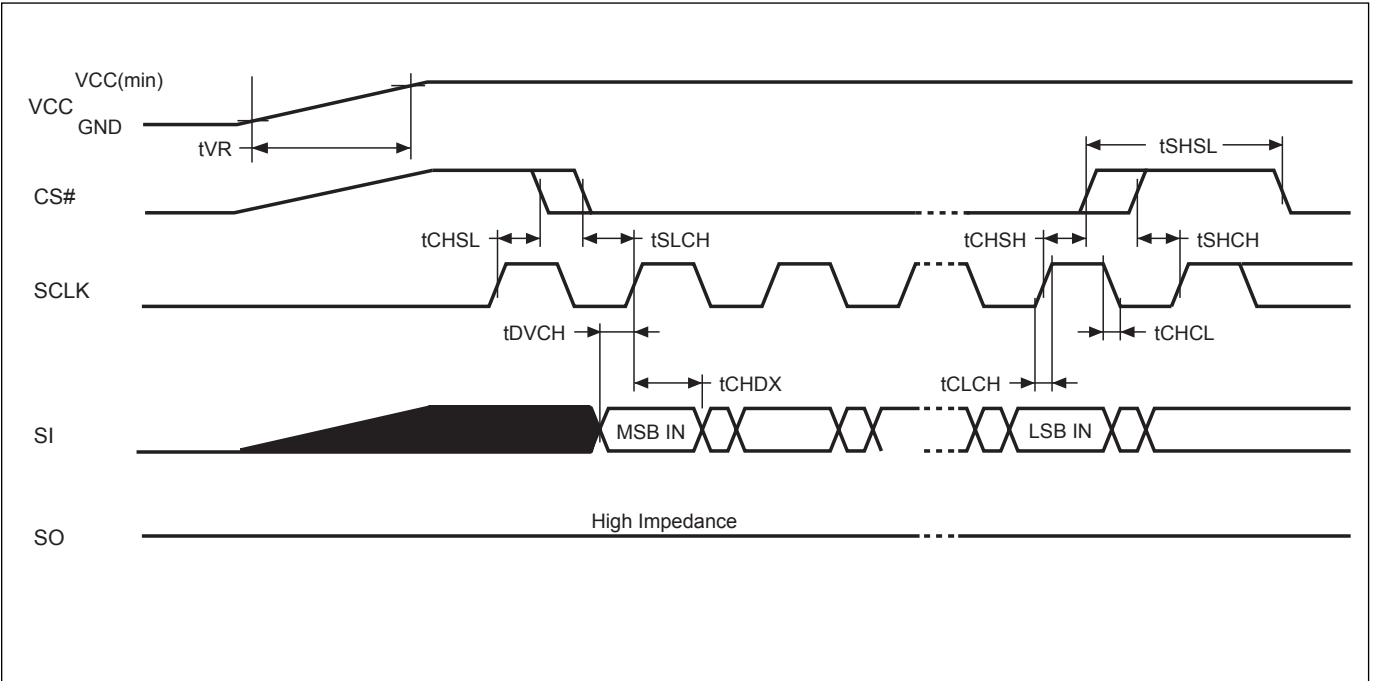 VCC(min)
VCC
GND
tVR
tSHSL
CS#
tCHSL
tSLCH
tCHSH
tSHCH
SCLK
tDVCH
tCHCL
tCHDX
tCLCH
SI
MSB IN
LSB IN
High Impedance
SO